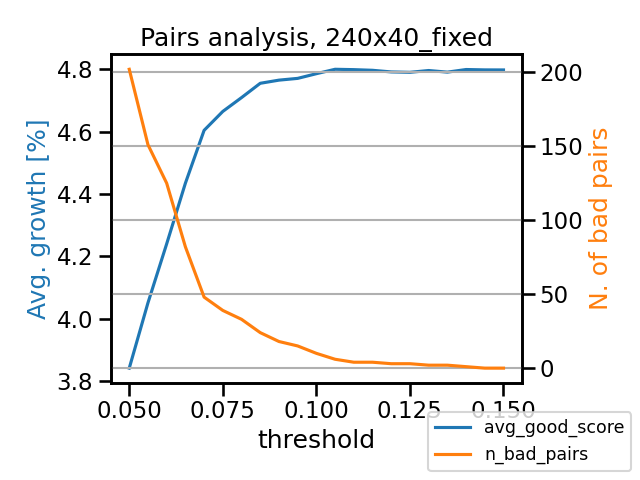 Pairs analysis, 240x40_fixed
4.8
4.6
4.4
4.2
4.0
3.8
Avg. growth [%]
200
150
100
50
0
N. of bad pairs
0.050 0.075 0.100 0.125 0.150
threshold
avg_good_score
n_bad_pairs